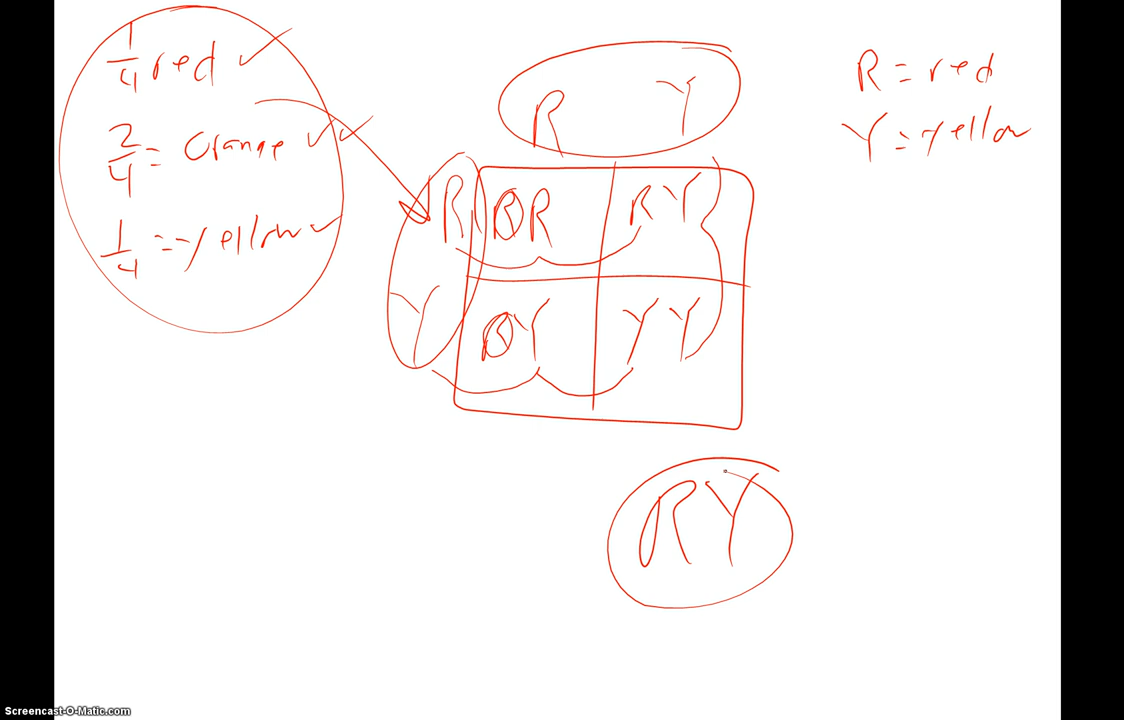 1/4 red ✓
2/4 = orange ✓✓
1/4 = yellow ✓
R Y
R = red
Y = yellow
R RR RY
Y RY YY
RY
Screencast-O-Matic.com